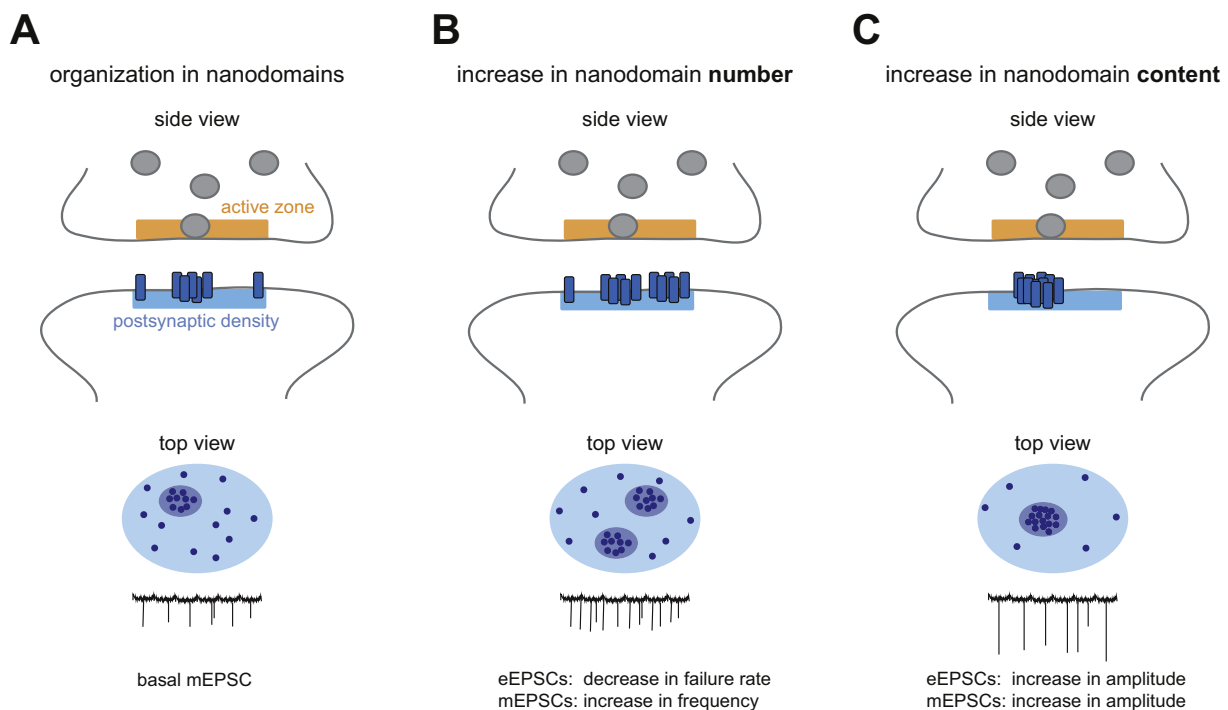 A
organization in nanodomains
side view
active zone
postsynaptic density
top view
basal mEPSC
B
increase in nanodomain number
side view
top view
eEPSCs: decrease in failure rate
mEPSCs: increase in frequency
C
increase in nanodomain content
side view
top view
eEPSCs: increase in amplitude
mEPSCs: increase in amplitude